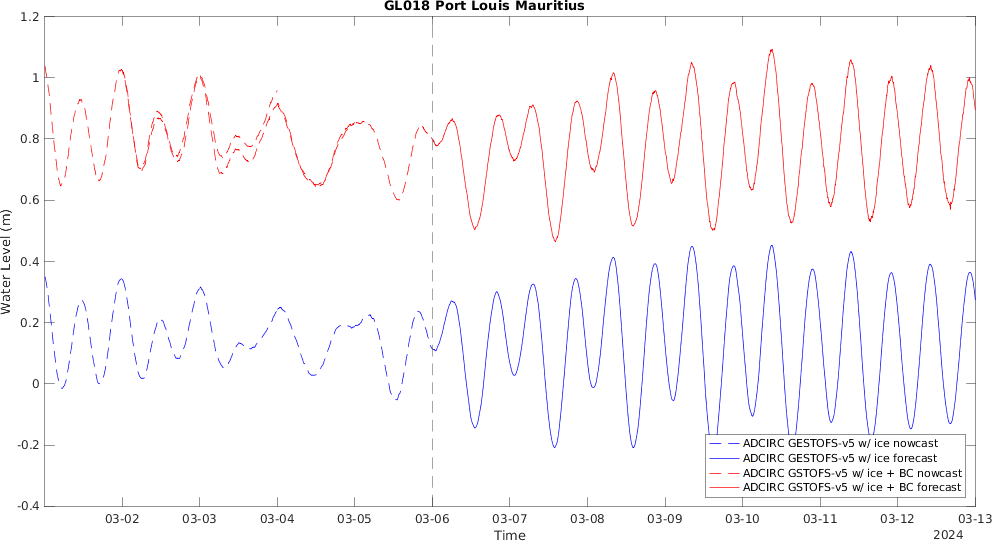 GL018 Port Louis Mauritius
Water Level (m)
1.2
1
0.8
0.6
0.4
0.2
0
-0.2
-0.4
ADCIRC GESTOFS-v5 w/ ice nowcast
ADCIRC GESTOFS-v5 w/ ice forecast
ADCIRC GSTOFS-v5 w/ ice + BC nowcast
ADCIRC GSTOFS-v5 w/ ice + BC forecast
03-02 03-03 03-04 03-05 03-06 03-07 03-08 03-09 03-10 03-11 03-12 03-13
Time
2024